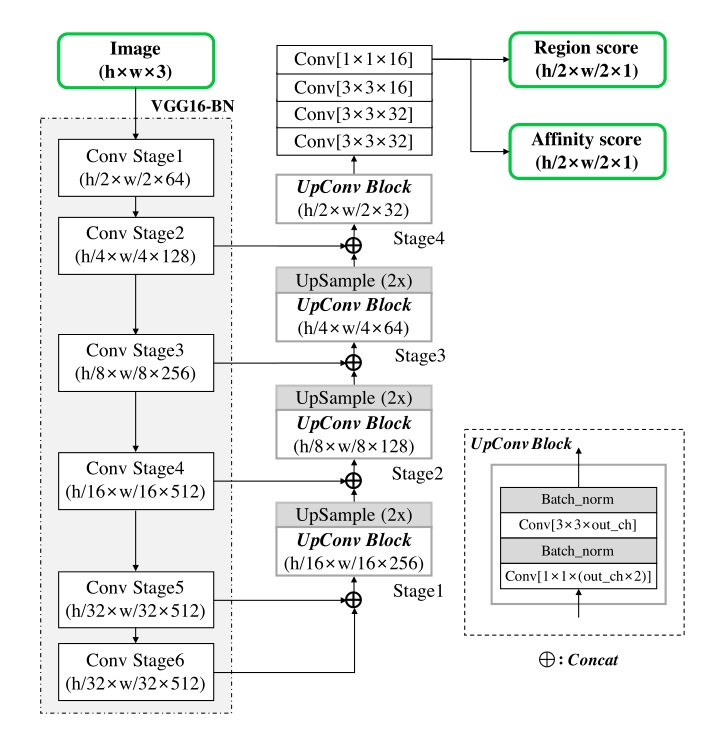 Image
(h×w×3)
VGG16-BN
Conv Stage1
(h/2×w/2×64)
Conv Stage2
(h/4×w/4×128)
Conv Stage3
(h/8×w/8×256)
Conv Stage4
(h/16×w/16×512)
Conv Stage5
(h/32×w/32×512)
Conv Stage6
(h/32×w/32×512)
Conv[1×1×16]
Conv[3×3×16]
Conv[3×3×32]
Conv[3×3×32]
UpConv Block
(h/2×w/2×32)
Stage4
UpSample (2x)
UpConv Block
(h/4×w/4×64)
Stage3
UpSample (2x)
UpConv Block
(h/8×w/8×128)
Stage2
UpSample (2x)
UpConv Block
(h/16×w/16×256)
Stage1
Region score
(h/2×w/2×1)
Affinity score
(h/2×w/2×1)
UpConv Block
Batch_norm
Conv[3×3×out_ch]
Batch_norm
Conv[1×1×(out_ch×2)]
⊕: Concat